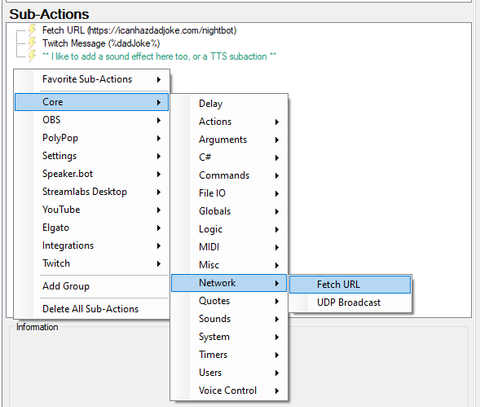 Sub-Actions
Fetch URL (https://icanhazdadjoke.com/nightbot)
Twitch Message (%dadJoke%)
** I like to add a sound effect here too, or a TTS subaction **
Favorite Sub-Actions
Core
OBS
PolyPop
Settings
Speaker.bot
Streamlabs Desktop
YouTube
Elgato
Integrations
Twitch
Add Group
Delete All Sub-Actions
Delay
Actions
Arguments
C#
Commands
File IO
Globals
Logic
MIDI
Misc
Network
Quotes
Sounds
System
Timers
Users
Voice Control
Fetch URL
UDP Broadcast
Information